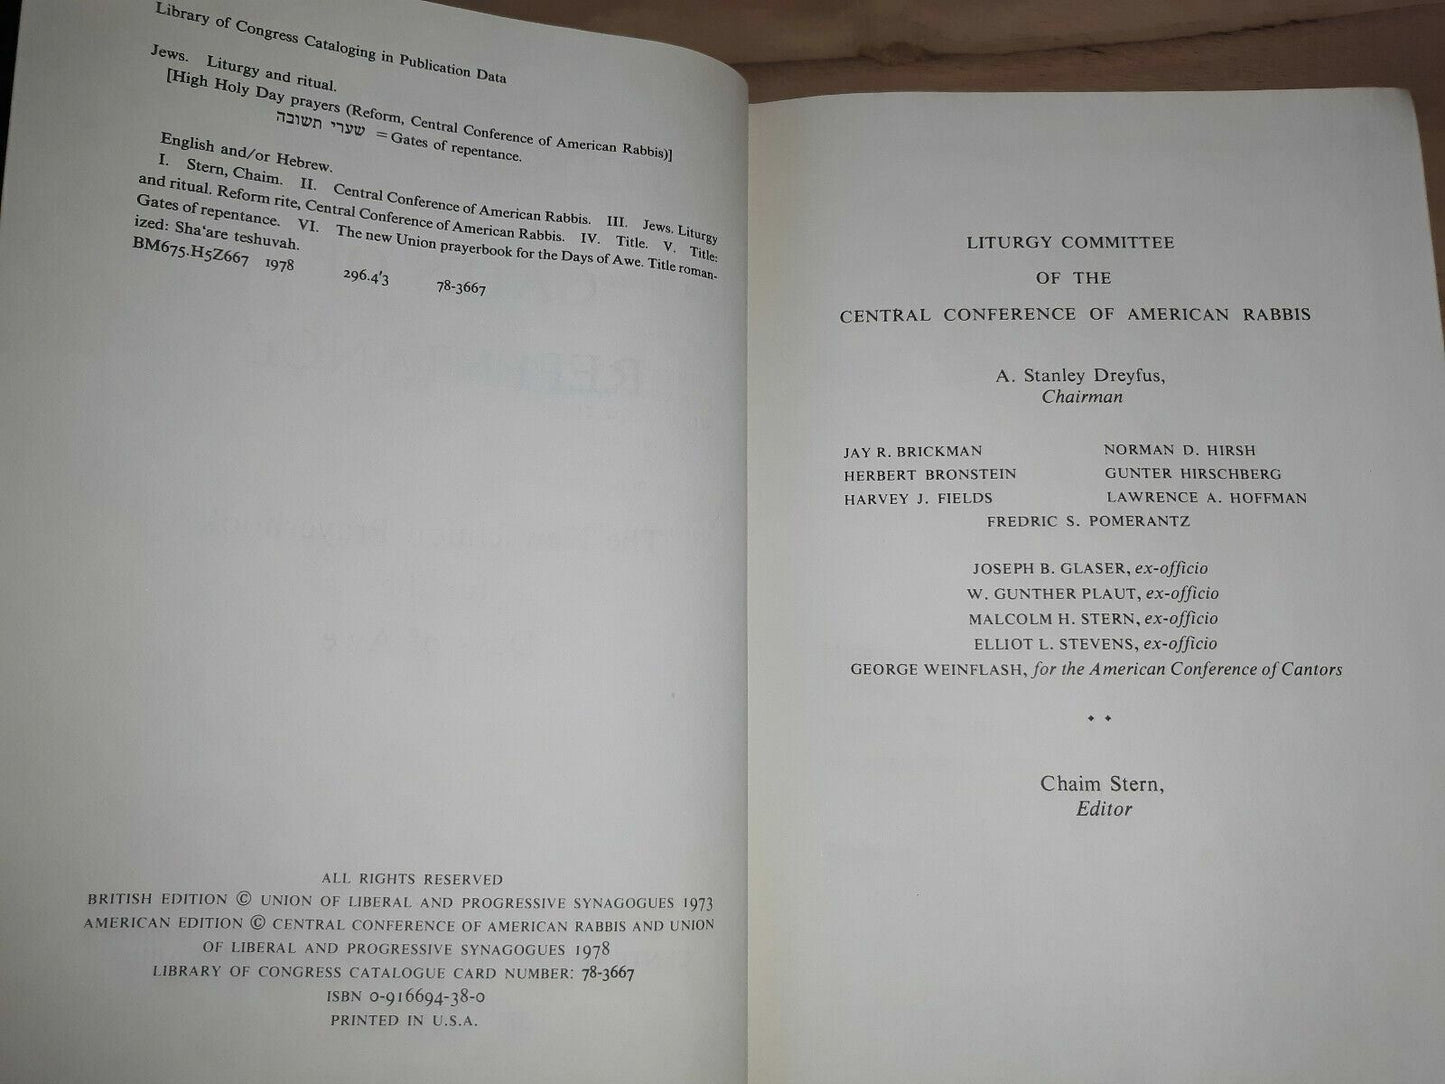 Library of Congress Cataloging in Publication Data
Jews. Liturgy and ritual.
[High Holy Day prayers (Reform, Central Conference of American Rabbis)]
שערי תשובה = Gates of repentance.
English and/or Hebrew.
I. Stern, Chaim. II. Central Conference of American Rabbis. III. Jews. Liturgy
and ritual. Reform rite, Central Conference of American Rabbis. IV. Title. V. Title:
Gates of repentance. VI. The new Union prayerbook for the Days of Awe. Title roman-
ized: Sha'are teshuvah.
BM675.H5Z667 1978 296.4'3 78-3667
ALL RIGHTS RESERVED
BRITISH EDITION © UNION OF LIBERAL AND PROGRESSIVE SYNAGOGUES 1973
AMERICAN EDITION © CENTRAL CONFERENCE OF AMERICAN RABBIS AND UNION
OF LIBERAL AND PROGRESSIVE SYNAGOGUES 1978
LIBRARY OF CONGRESS CATALOGUE CARD NUMBER: 78-3667
ISBN 0-916694-38-0
PRINTED IN U.S.A.
LITURGY COMMITTEE
OF THE
CENTRAL CONFERENCE OF AMERICAN RABBIS
A. Stanley Dreyfus,
Chairman
JAY R. BRICKMAN NORMAN D. HIRSH
HERBERT BRONSTEIN GUNTER HIRSCHBERG
HARVEY J. FIELDS LAWRENCE A. HOFFMAN
FREDRIC S. POMERANTZ
JOSEPH B. GLASER, ex-officio
W. GUNTHER PLAUT, ex-officio
MALCOLM H. STERN, ex-officio
ELLIOT L. STEVENS, ex-officio
GEORGE WEINFLASH, for the American Conference of Cantors
Chaim Stern,
Editor